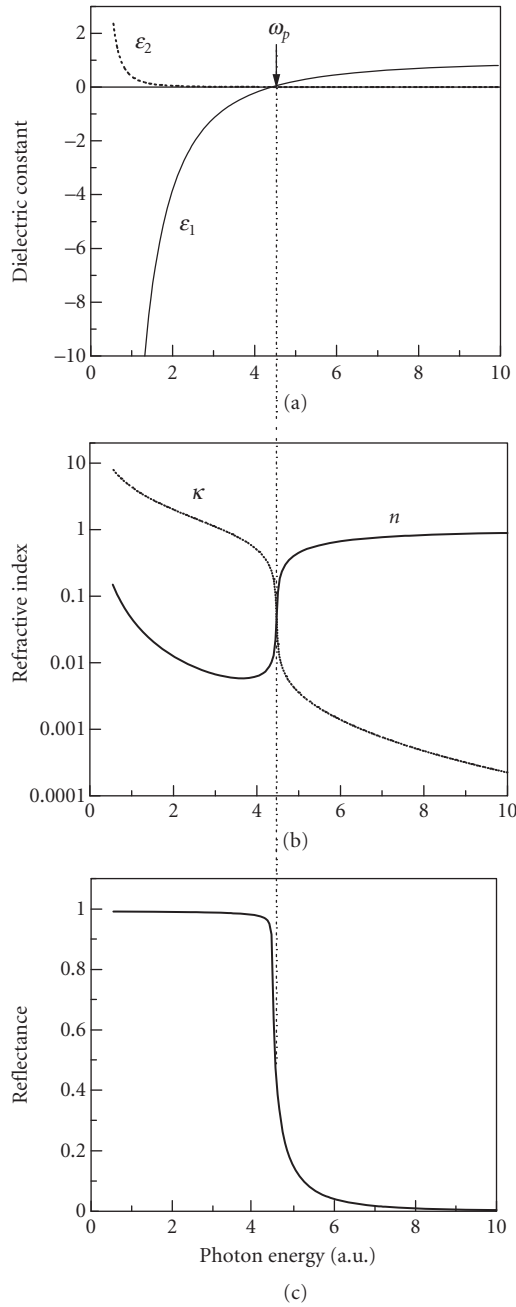 ω_p
2
ε₂
0
−2
−4
ε₁
−6
−8
−10
Dielectric constant
0 2 4 6 8 10
(a)
10
κ
n
1
0.1
0.01
0.001
0.0001
Refractive index
0 2 4 6 8 10
(b)
1
0.8
0.6
0.4
0.2
0
Reflectance
0 2 4 6 8 10
Photon energy (a.u.)
(c)